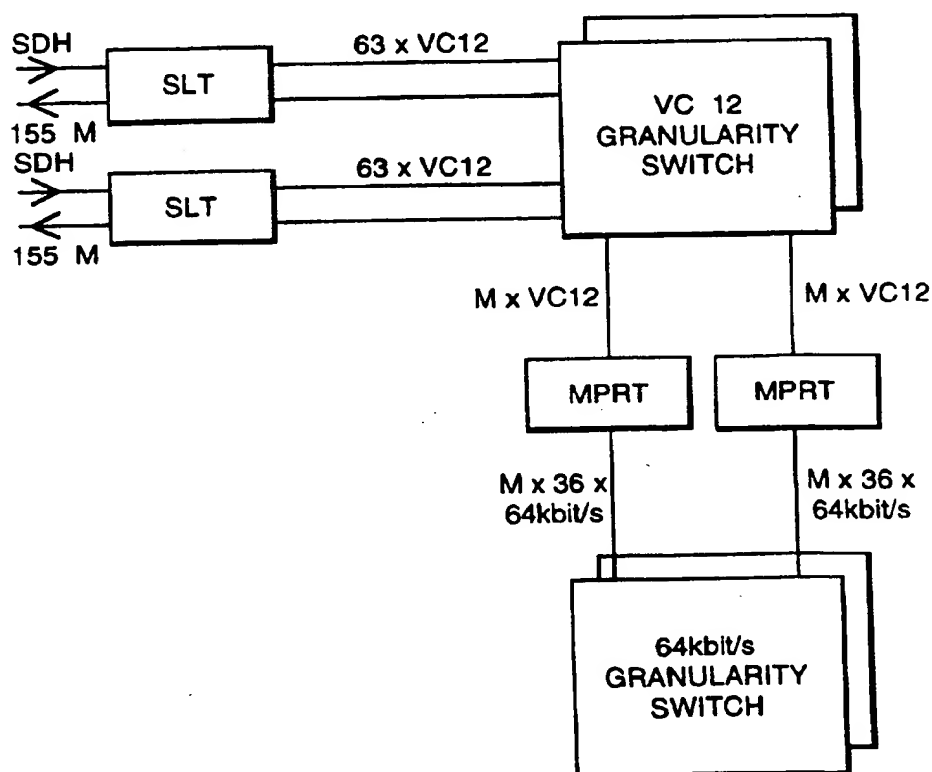 SDH
155 M
SLT
63 x VC12
SDH
155 M
SLT
63 x VC12
VC 12
GRANULARITY
SWITCH
M x VC12
M x VC12
MPRT
MPRT
M x 36 x
64kbit/s
M x 36 x
64kbit/s
64kbit/s
GRANULARITY
SWITCH